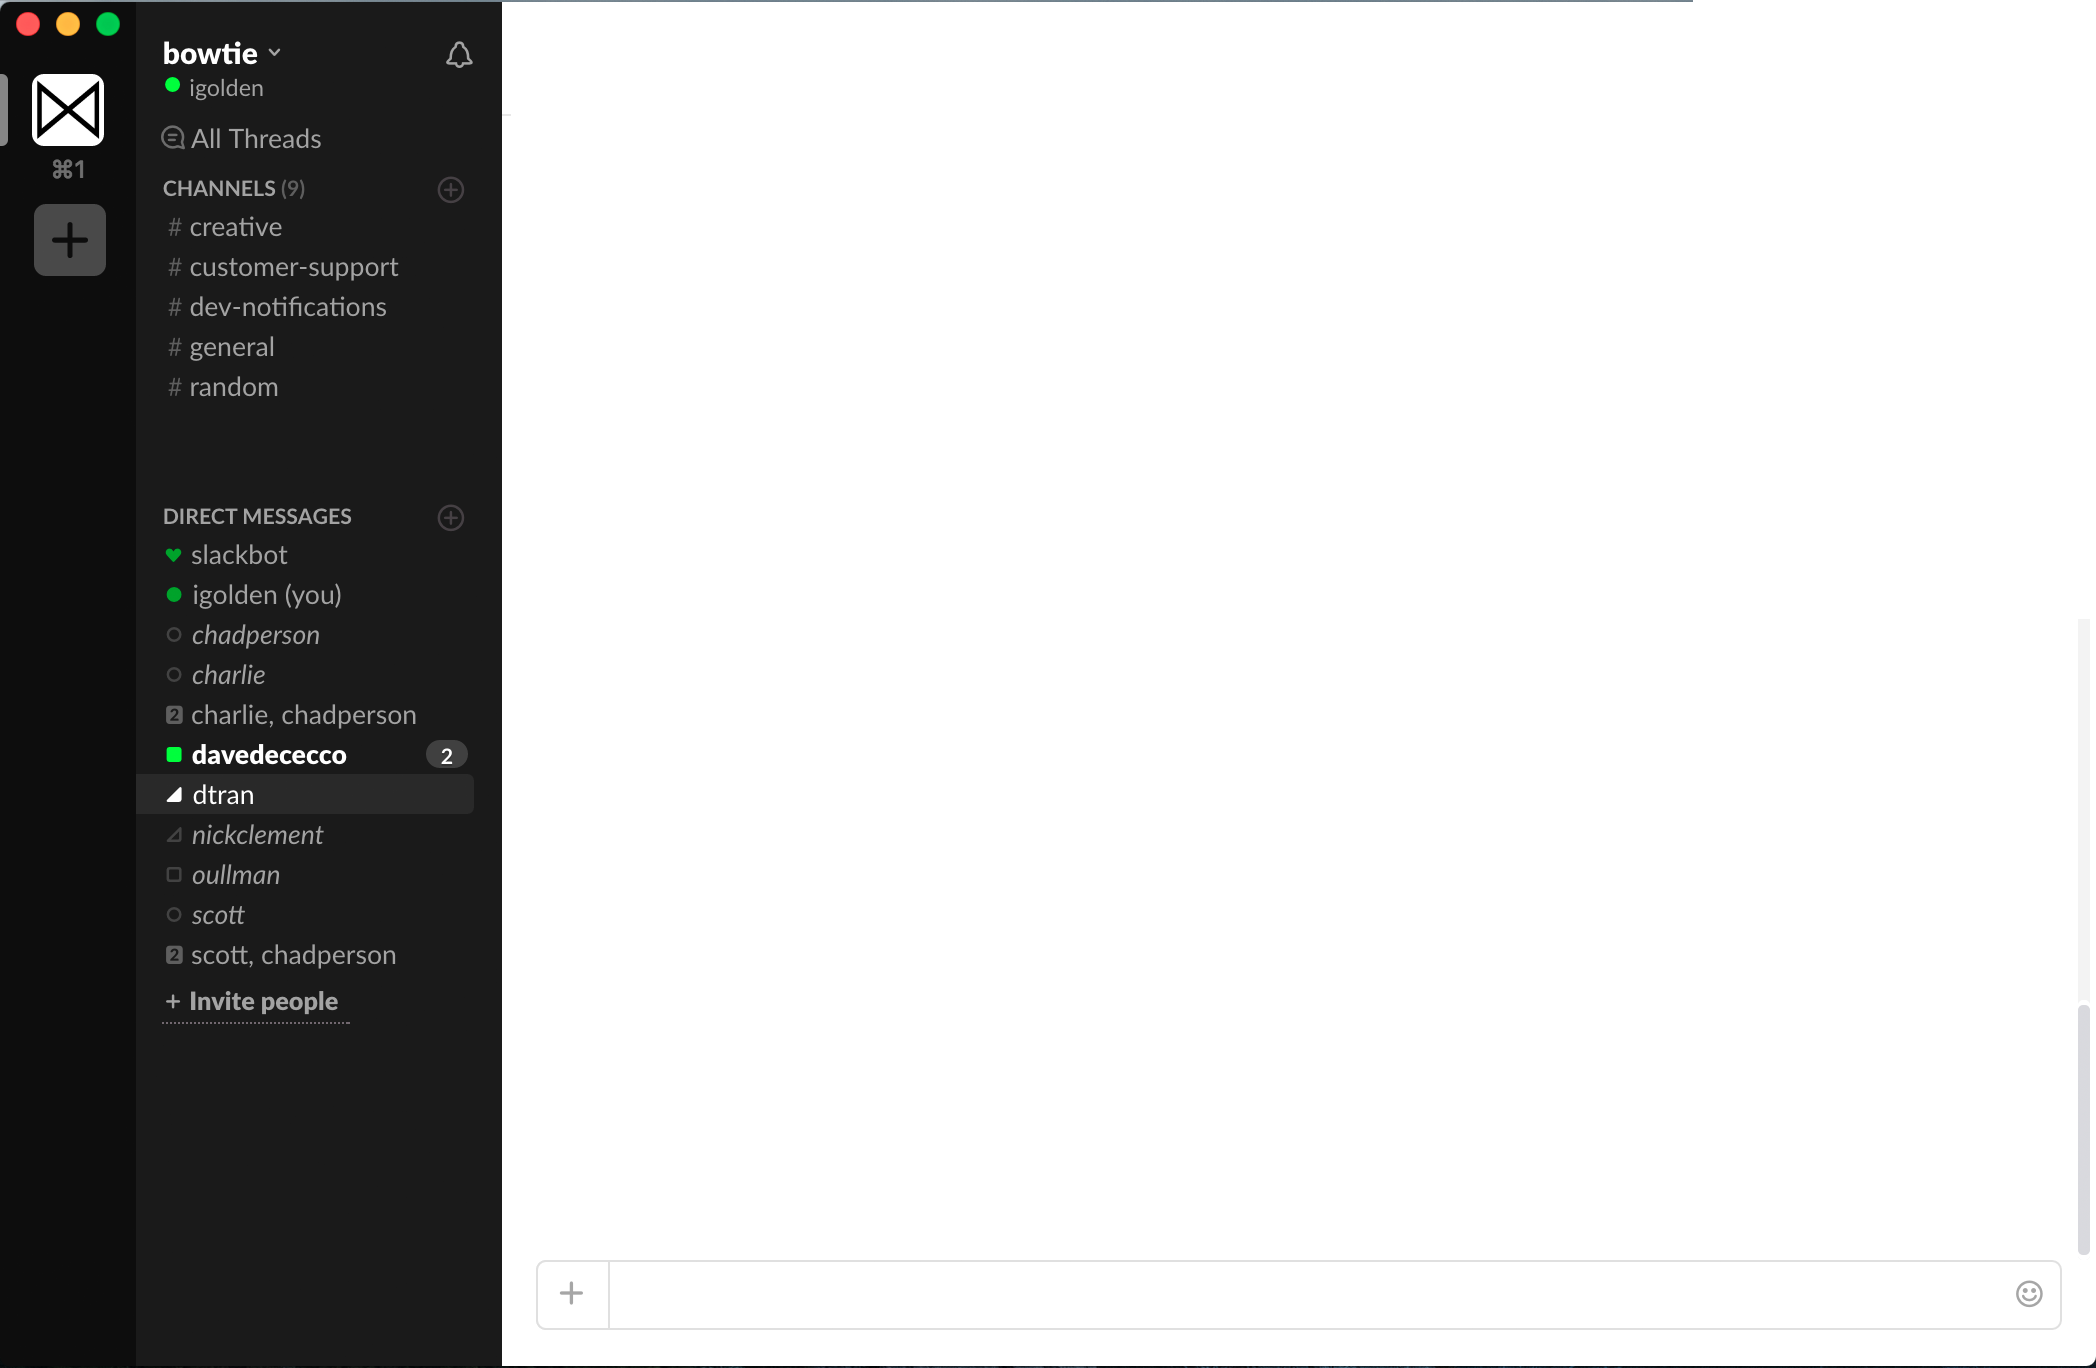 bowtie
igolden
⌘1
All Threads
CHANNELS (9)
# creative
# customer-support
# dev-notifications
# general
# random
DIRECT MESSAGES
slackbot
igolden (you)
chadperson
charlie
2 charlie, chadperson
davedececco 2
dtran
nickclement
oullman
scott
2 scott, chadperson
+ Invite people